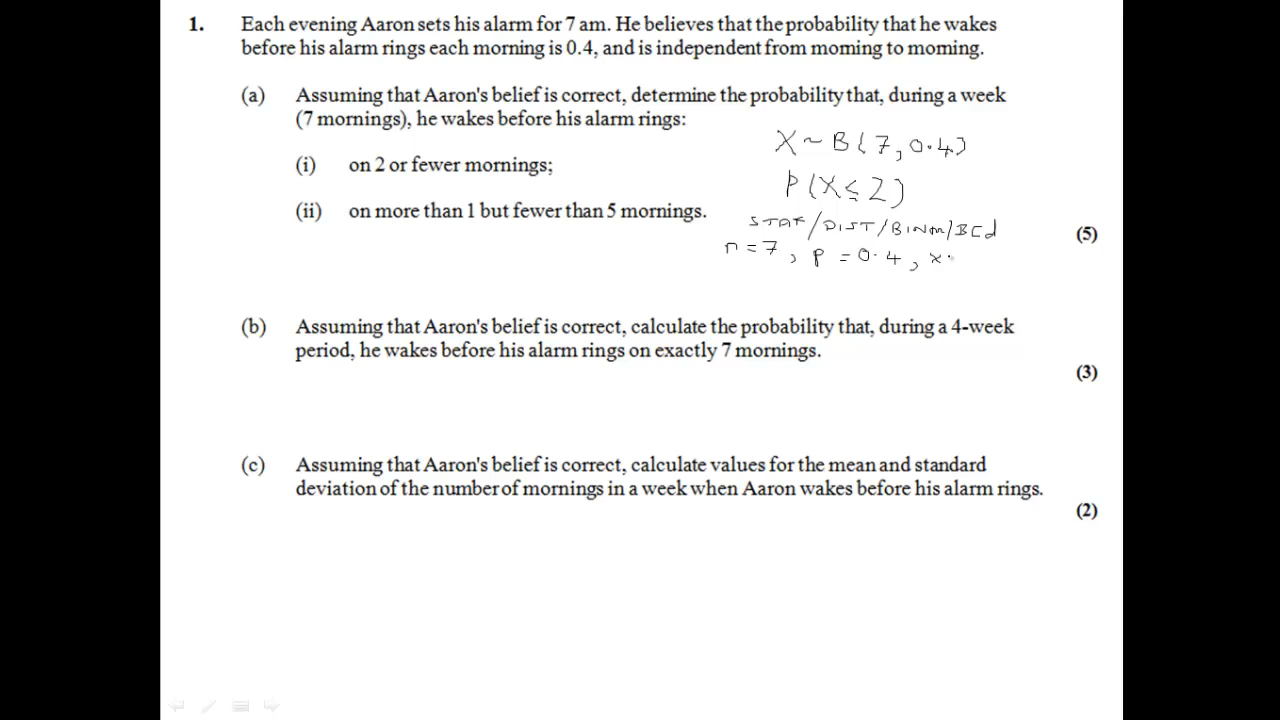 1. Each evening Aaron sets his alarm for 7 am. He believes that the probability that he wakes
before his alarm rings each morning is 0.4, and is independent from morning to morning.
(a) Assuming that Aaron's belief is correct, determine the probability that, during a week
(7 mornings), he wakes before his alarm rings:
X ~ B(7, 0.4)
(i) on 2 or fewer mornings;
P(X ≤ 2)
(ii) on more than 1 but fewer than 5 mornings.
STAT/DIST/BINM/BCd
(5)
n = 7, p = 0.4, x
(b) Assuming that Aaron's belief is correct, calculate the probability that, during a 4-week
period, he wakes before his alarm rings on exactly 7 mornings.
(3)
(c) Assuming that Aaron's belief is correct, calculate values for the mean and standard
deviation of the number of mornings in a week when Aaron wakes before his alarm rings.
(2)